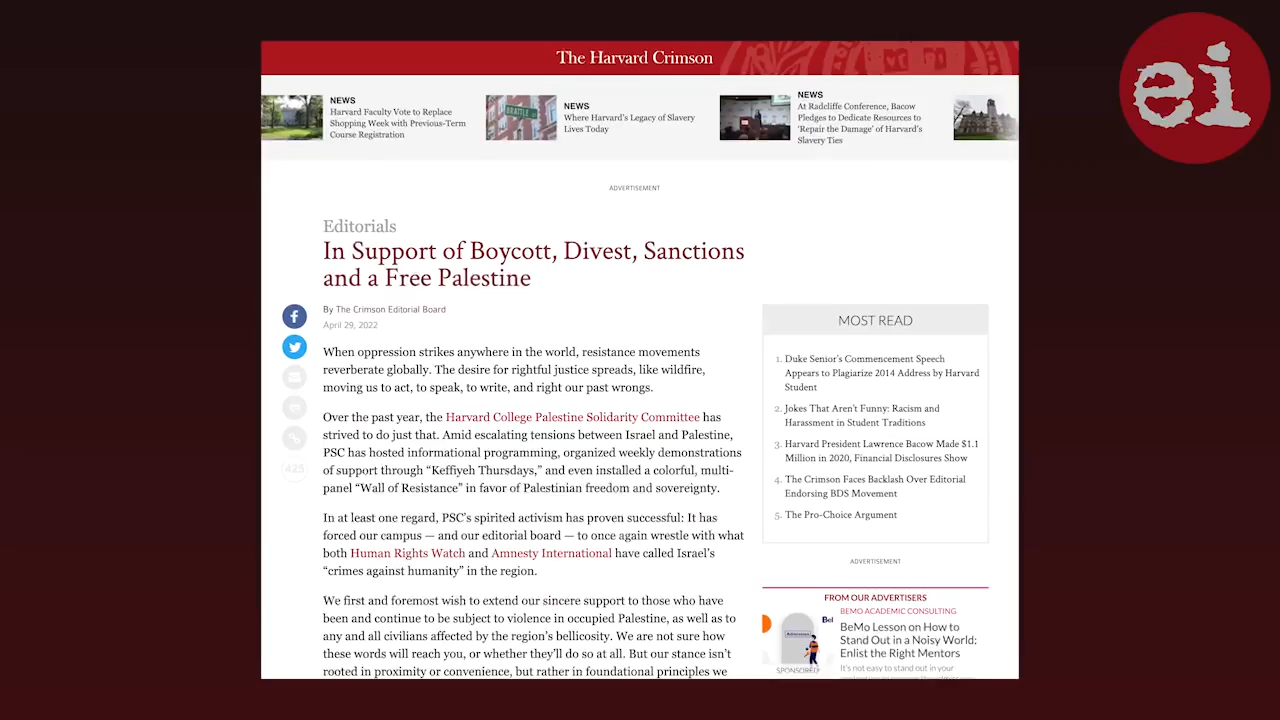 The Harvard Crimson
ei
NEWS
Harvard Faculty Vote to Replace
Shopping Week with Previous-Term
Course Registration
BRATTLE
NEWS
Where Harvard's Legacy of Slavery
Lives Today
NEWS
At Radcliffe Conference, Bacow
Pledges to Dedicate Resources to
'Repair the Damage' of Harvard's
Slavery Ties
ADVERTISEMENT
Editorials
In Support of Boycott, Divest, Sanctions
and a Free Palestine
By The Crimson Editorial Board
April 29, 2022
425
When oppression strikes anywhere in the world, resistance movements
reverberate globally. The desire for rightful justice spreads, like wildfire,
moving us to act, to speak, to write, and right our past wrongs.
Over the past year, the Harvard College Palestine Solidarity Committee has
strived to do just that. Amid escalating tensions between Israel and Palestine,
PSC has hosted informational programming, organized weekly demonstrations
of support through “Keffiyeh Thursdays,” and even installed a colorful, multi-
panel “Wall of Resistance” in favor of Palestinian freedom and sovereignty.
In at least one regard, PSC’s spirited activism has proven successful: It has
forced our campus — and our editorial board — to once again wrestle with what
both Human Rights Watch and Amnesty International have called Israel’s
“crimes against humanity” in the region.
We first and foremost wish to extend our sincere support to those who have
been and continue to be subject to violence in occupied Palestine, as well as to
any and all civilians affected by the region’s bellicosity. We are not sure how
these words will reach you, or whether they’ll do so at all. But our stance isn’t
rooted in proximity or convenience, but rather in foundational principles we
MOST READ
1. Duke Senior's Commencement Speech
Appears to Plagiarize 2014 Address by Harvard
Student
2. Jokes That Aren't Funny: Racism and
Harassment in Student Traditions
3. Harvard President Lawrence Bacow Made $1.1
Million in 2020, Financial Disclosures Show
4. The Crimson Faces Backlash Over Editorial
Endorsing BDS Movement
5. The Pro-Choice Argument
ADVERTISEMENT
FROM OUR ADVERTISERS
BEMO ACADEMIC CONSULTING
BeMo Lesson on How to
Stand Out in a Noisy World:
Enlist the Right Mentors
It's not easy to stand out in your
SPONSORED